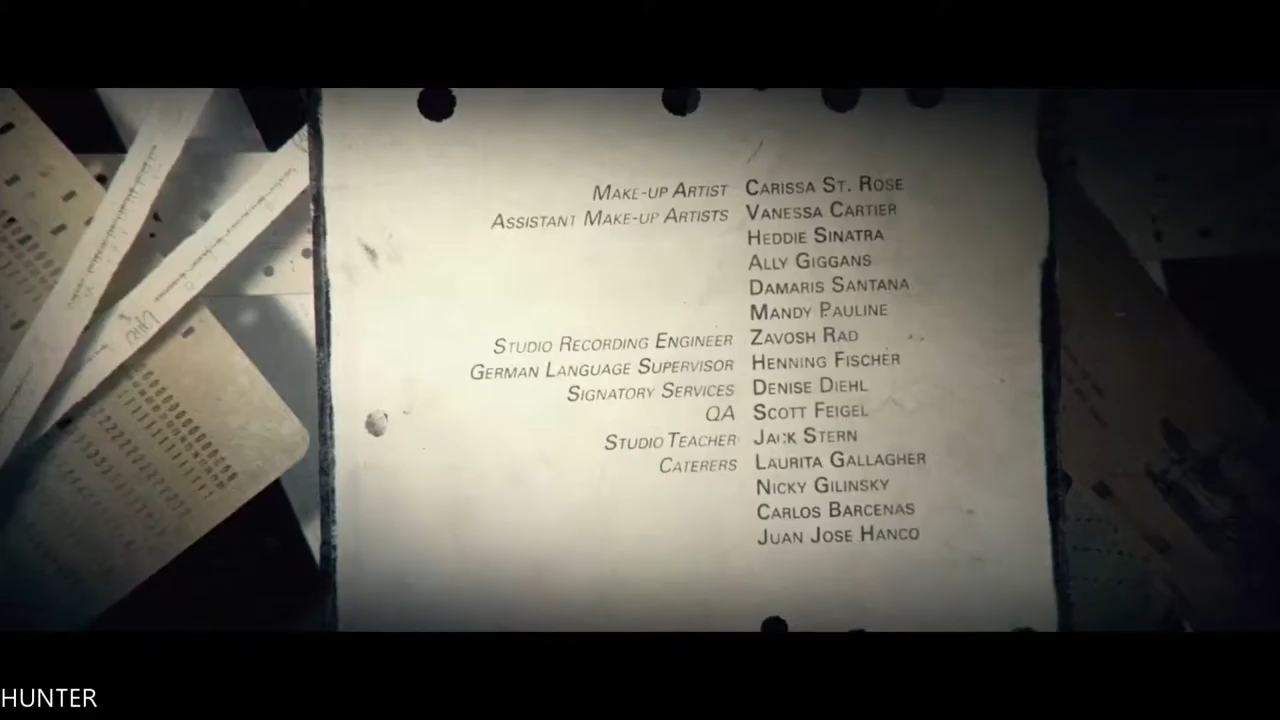 MAKE-UP ARTIST CARISSA ST. ROSE
ASSISTANT MAKE-UP ARTISTS VANESSA CARTIER
HEDDIE SINATRA
ALLY GIGGANS
DAMARIS SANTANA
MANDY PAULINE
STUDIO RECORDING ENGINEER ZAVOSH RAD
GERMAN LANGUAGE SUPERVISOR HENNING FISCHER
SIGNATORY SERVICES DENISE DIEHL
QA SCOTT FEIGEL
STUDIO TEACHER JACK STERN
CATERERS LAURITA GALLAGHER
NICKY GILINSKY
CARLOS BARCENAS
JUAN JOSE HANCO
HUNTER